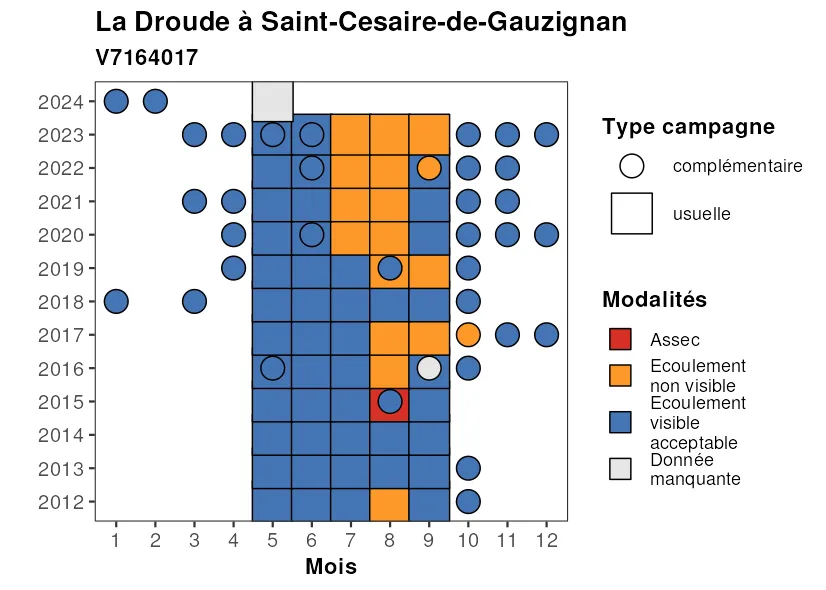 La Droude à Saint-Cesaire-de-Gauzignan
V7164017
2024
2023
2022
2021
2020
2019
2018
2017
2016
2015
2014
2013
2012
1 2 3 4 5 6 7 8 9 10 11 12
Mois
Type campagne
complémentaire
usuelle
Modalités
Assec
Ecoulement
non visible
Ecoulement
visible
acceptable
Donnée
manquante